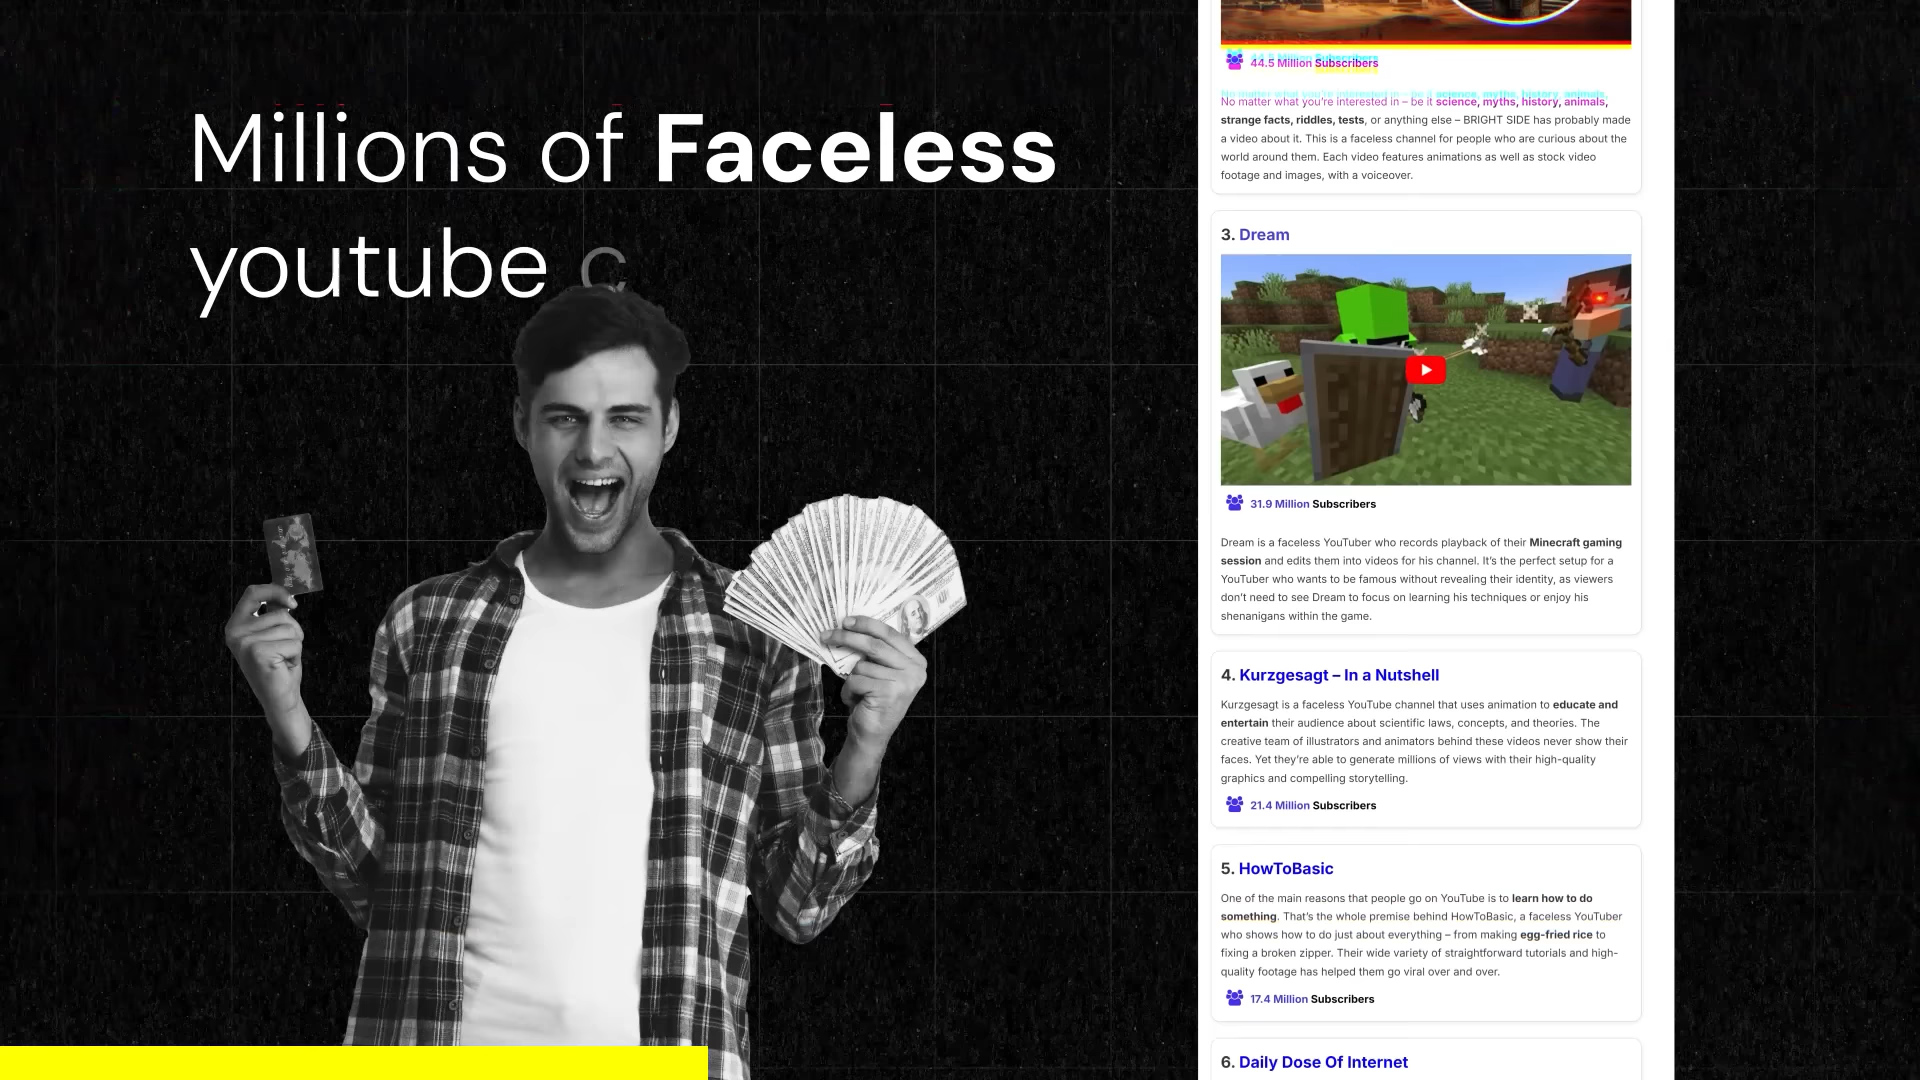 Millions of Faceless
youtube c
44.5 Million Subscribers
No matter what you're interested in – be it science, myths, history, animals,
strange facts, riddles, tests, or anything else – BRIGHT SIDE has probably made
a video about it. This is a faceless channel for people who are curious about the
world around them. Each video features animations as well as stock video
footage and images, with a voiceover.
3. Dream
31.9 Million Subscribers
Dream is a faceless YouTuber who records playback of their Minecraft gaming
session and edits them into videos for his channel. It's the perfect setup for a
YouTuber who wants to be famous without revealing their identity, as viewers
don't need to see Dream to focus on learning his techniques or enjoy his
shenanigans within the game.
4. Kurzgesagt – In a Nutshell
Kurzgesagt is a faceless YouTube channel that uses animation to educate and
entertain their audience about scientific laws, concepts, and theories. The
creative team of illustrators and animators behind these videos never show their
faces. Yet they're able to generate millions of views with their high-quality
graphics and compelling storytelling.
21.4 Million Subscribers
5. HowToBasic
One of the main reasons that people go on YouTube is to learn how to do
something. That's the whole premise behind HowToBasic, a faceless YouTuber
who shows how to do just about everything – from making egg-fried rice to
fixing a broken zipper. Their wide variety of straightforward tutorials and high-
quality footage has helped them go viral over and over.
17.4 Million Subscribers
6. Daily Dose Of Internet